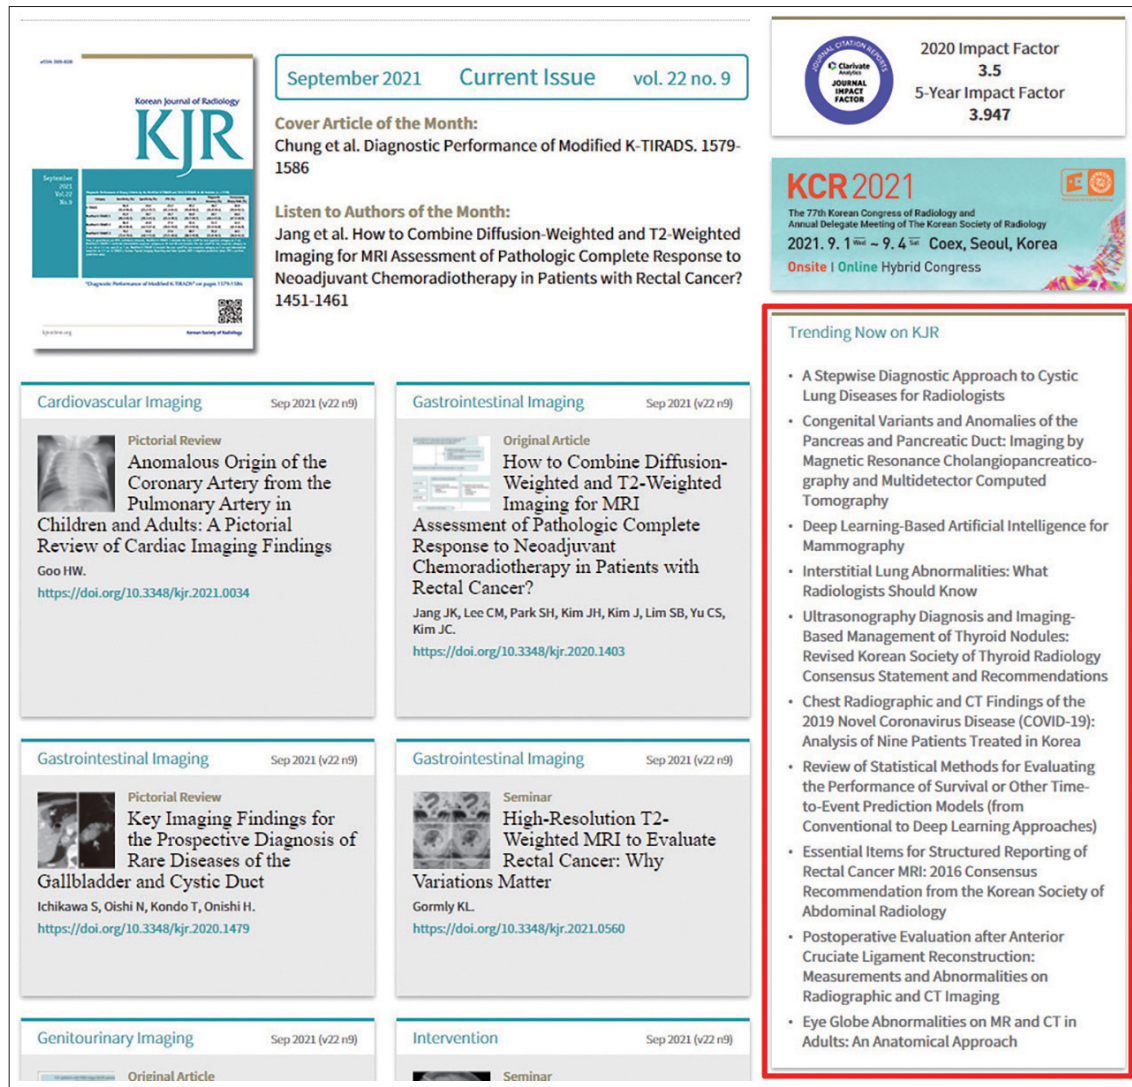 September 2021 Current Issue vol. 22 no. 9
Korean Journal of Radiology
KJR
September
2021
Vol.22
No.9
"Diagnostic Performance of Modified K-TIRADS" on pages 1579-1586
Korean Society of Radiology
Cover Article of the Month:
Chung et al. Diagnostic Performance of Modified K-TIRADS. 1579-
1586
Listen to Authors of the Month:
Jang et al. How to Combine Diffusion-Weighted and T2-Weighted
Imaging for MRI Assessment of Pathologic Complete Response to
Neoadjuvant Chemoradiotherapy in Patients with Rectal Cancer?
1451-1461
Cardiovascular Imaging Sep 2021 (v22 n9)
Pictorial Review
Anomalous Origin of the
Coronary Artery from the
Pulmonary Artery in
Children and Adults: A Pictorial
Review of Cardiac Imaging Findings
Goo HW.
https://doi.org/10.3348/kjr.2021.0034
Gastrointestinal Imaging Sep 2021 (v22 n9)
Original Article
How to Combine Diffusion-
Weighted and T2-Weighted
Imaging for MRI
Assessment of Pathologic Complete
Response to Neoadjuvant
Chemoradiotherapy in Patients with
Rectal Cancer?
Jang JK, Lee CM, Park SH, Kim JH, Kim J, Lim SB, Yu CS,
Kim JC.
https://doi.org/10.3348/kjr.2020.1403
Gastrointestinal Imaging Sep 2021 (v22 n9)
Pictorial Review
Key Imaging Findings for
the Prospective Diagnosis of
Rare Diseases of the
Gallbladder and Cystic Duct
Ichikawa S, Oishi N, Kondo T, Onishi H.
https://doi.org/10.3348/kjr.2020.1479
Gastrointestinal Imaging Sep 2021 (v22 n9)
Seminar
High-Resolution T2-
Weighted MRI to Evaluate
Rectal Cancer: Why
Variations Matter
Gormly KL.
https://doi.org/10.3348/kjr.2021.0560
Genitourinary Imaging Sep 2021 (v22 n9)
Original Article
Intervention Sep 2021 (v22 n9)
Seminar
JOURNAL CITATION REPORTS
Clarivate
Analytics
JOURNAL
IMPACT
FACTOR
2020 Impact Factor
3.5
5-Year Impact Factor
3.947
KCR 2021
The 77th Korean Congress of Radiology and
Annual Delegate Meeting of The Korean Society of Radiology
2021. 9. 1 Wed ~ 9. 4 Sat Coex, Seoul, Korea
Onsite | Online Hybrid Congress
Trending Now on KJR
• A Stepwise Diagnostic Approach to Cystic
Lung Diseases for Radiologists
• Congenital Variants and Anomalies of the
Pancreas and Pancreatic Duct: Imaging by
Magnetic Resonance Cholangiopancreatico-
graphy and Multidetector Computed
Tomography
• Deep Learning-Based Artificial Intelligence for
Mammography
• Interstitial Lung Abnormalities: What
Radiologists Should Know
• Ultrasonography Diagnosis and Imaging-
Based Management of Thyroid Nodules:
Revised Korean Society of Thyroid Radiology
Consensus Statement and Recommendations
• Chest Radiographic and CT Findings of the
2019 Novel Coronavirus Disease (COVID-19):
Analysis of Nine Patients Treated in Korea
• Review of Statistical Methods for Evaluating
the Performance of Survival or Other Time-
to-Event Prediction Models (from
Conventional to Deep Learning Approaches)
• Essential Items for Structured Reporting of
Rectal Cancer MRI: 2016 Consensus
Recommendation from the Korean Society of
Abdominal Radiology
• Postoperative Evaluation after Anterior
Cruciate Ligament Reconstruction:
Measurements and Abnormalities on
Radiographic and CT Imaging
• Eye Globe Abnormalities on MR and CT in
Adults: An Anatomical Approach